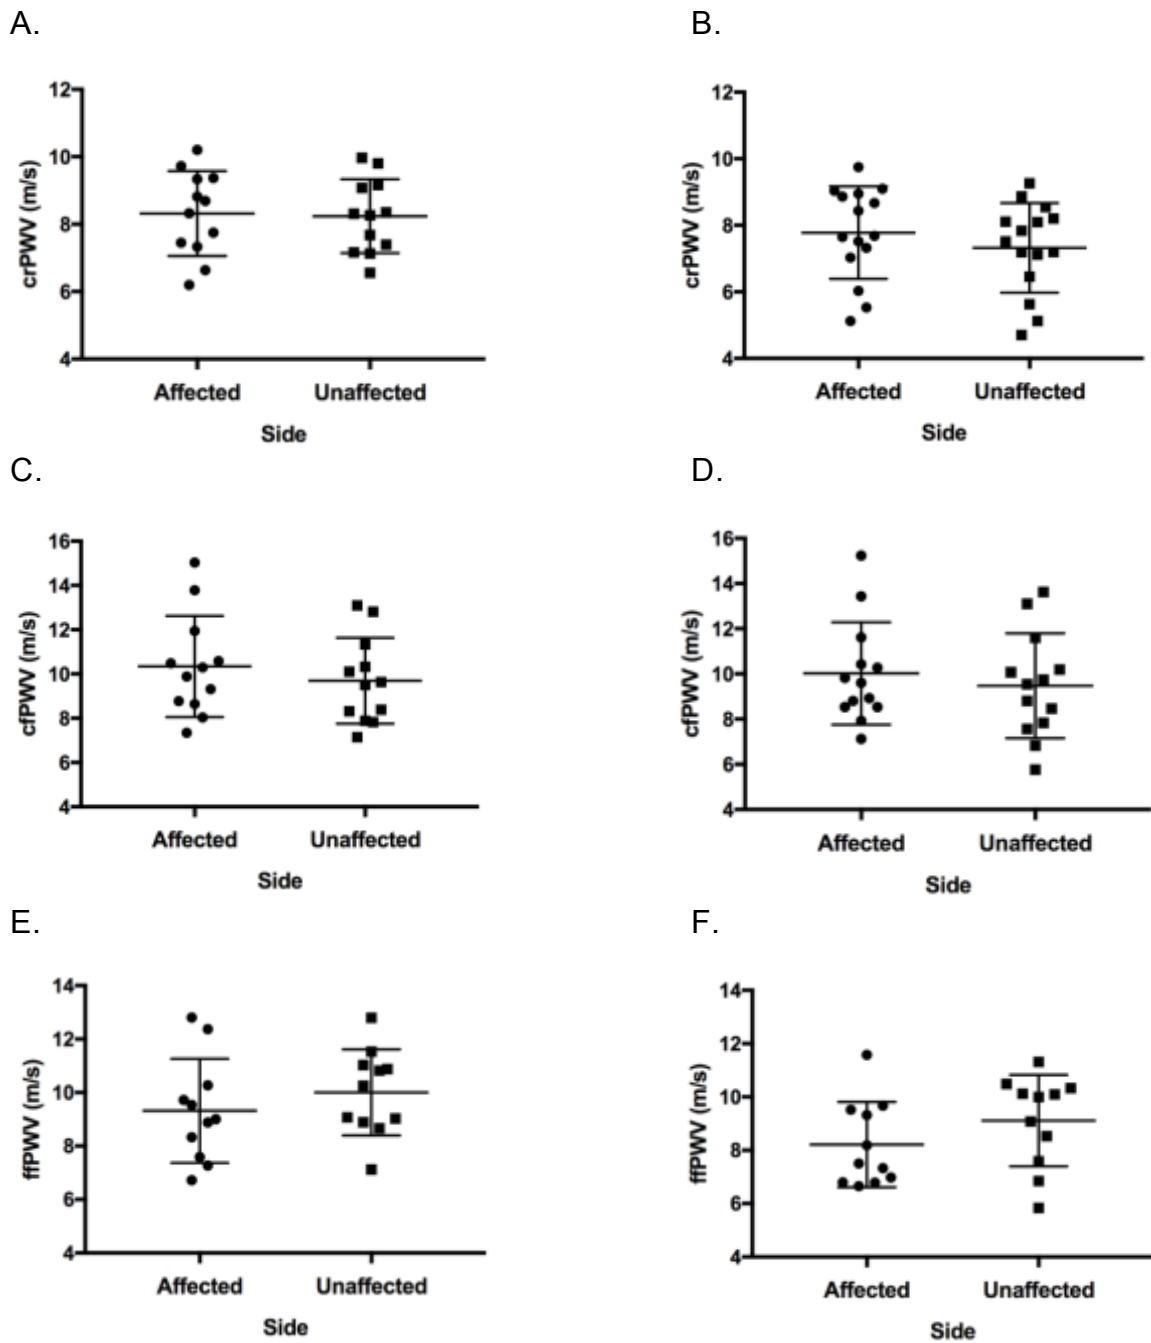 A.
12
10
8
6
4
crPWV (m/s)
Affected Unaffected
Side
B.
12
10
8
6
4
crPWV (m/s)
Affected Unaffected
Side
C.
16
14
12
10
8
6
4
cfPWV (m/s)
Affected Unaffected
Side
D.
16
14
12
10
8
6
4
cfPWV (m/s)
Affected Unaffected
Side
E.
14
12
10
8
6
4
ffPWV (m/s)
Affected Unaffected
Side
F.
14
12
10
8
6
4
ffPWV (m/s)
Affected Unaffected
Side